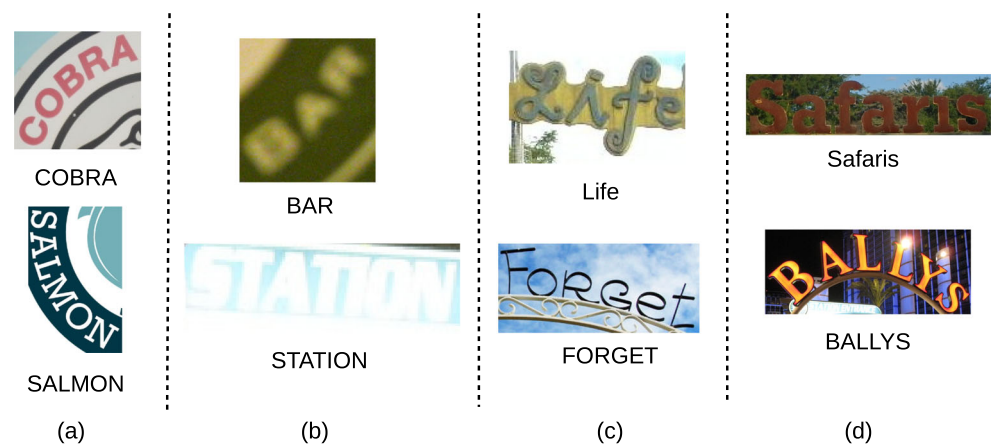 COBRA
COBRA
SALMON
SALMON
(a)
BAR
BAR
STATION
STATION
(b)
Life
Life
FORGet
FORGET
(c)
Safaris
Safaris
BALLYS
BALLYS
(d)